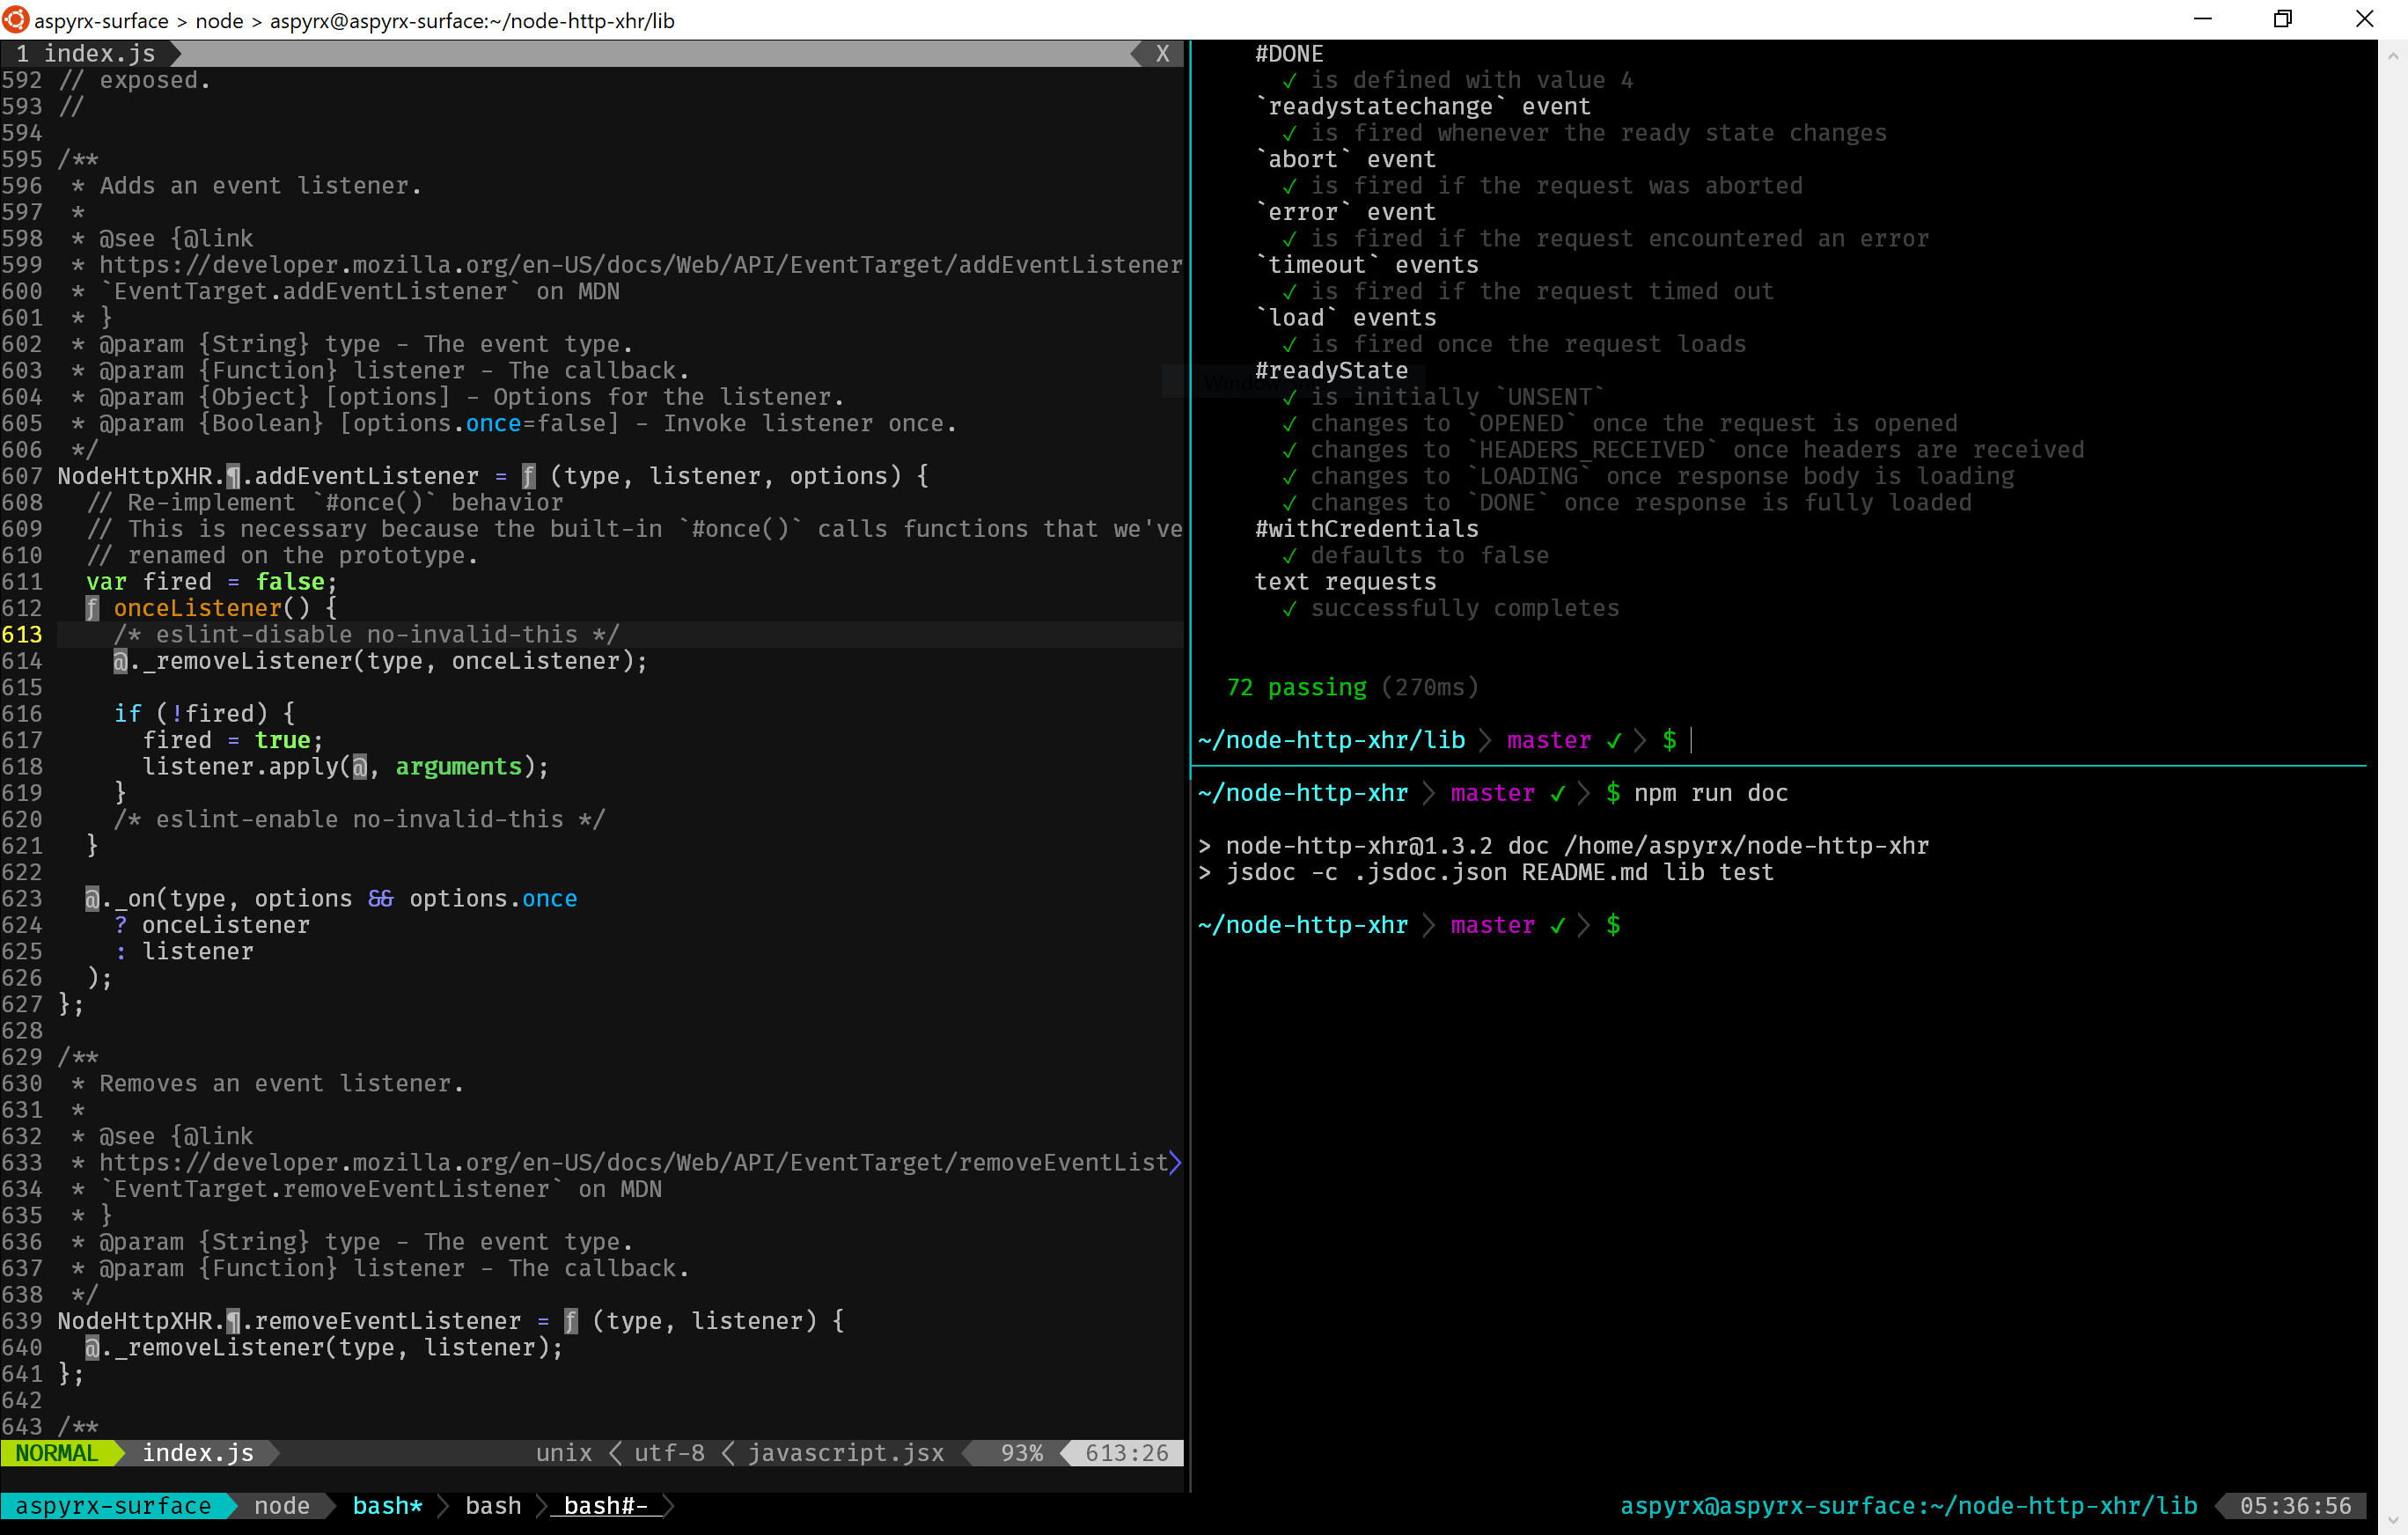 aspyrx-surface > node > aspyrx@aspyrx-surface:~/node-http-xhr/lib
1 index.js X
592 // exposed.
593 //
594
595 /**
596  * Adds an event listener.
597  *
598  * @see {@link
599  * https://developer.mozilla.org/en-US/docs/Web/API/EventTarget/addEventListener
600  * `EventTarget.addEventListener` on MDN
601  * }
602  * @param {String} type - The event type.
603  * @param {Function} listener - The callback.
604  * @param {Object} [options] - Options for the listener.
605  * @param {Boolean} [options.once=false] - Invoke listener once.
606  */
607 NodeHttpXHR.¶.addEventListener = ƒ (type, listener, options) {
608   // Re-implement `#once()` behavior
609   // This is necessary because the built-in `#once()` calls functions that we've
610   // renamed on the prototype.
611   var fired = false;
612   ƒ onceListener() {
613     /* eslint-disable no-invalid-this */
614     @._removeListener(type, onceListener);
615
616     if (!fired) {
617       fired = true;
618       listener.apply(@, arguments);
619     }
620     /* eslint-enable no-invalid-this */
621   }
622
623   @._on(type, options && options.once
624     ? onceListener
625     : listener
626   );
627 };
628
629 /**
630  * Removes an event listener.
631  *
632  * @see {@link
633  * https://developer.mozilla.org/en-US/docs/Web/API/EventTarget/removeEventList>
634  * `EventTarget.removeEventListener` on MDN
635  * }
636  * @param {String} type - The event type.
637  * @param {Function} listener - The callback.
638  */
639 NodeHttpXHR.¶.removeEventListener = ƒ (type, listener) {
640   @._removeListener(type, listener);
641 };
642
643 /**
NORMAL index.js unix < utf-8 < javascript.jsx 93% 613:26
#DONE
✓ is defined with value 4
`readystatechange` event
✓ is fired whenever the ready state changes
`abort` event
✓ is fired if the request was aborted
`error` event
✓ is fired if the request encountered an error
`timeout` events
✓ is fired if the request timed out
`load` events
✓ is fired once the request loads
#readyState
✓ is initially `UNSENT`
✓ changes to `OPENED` once the request is opened
✓ changes to `HEADERS_RECEIVED` once headers are received
✓ changes to `LOADING` once response body is loading
✓ changes to `DONE` once response is fully loaded
#withCredentials
✓ defaults to false
text requests
✓ successfully completes
72 passing (270ms)
~/node-http-xhr/lib > master ✓ > $
~/node-http-xhr > master ✓ > $ npm run doc
> node-http-xhr@1.3.2 doc /home/aspyrx/node-http-xhr
> jsdoc -c .jsdoc.json README.md lib test
~/node-http-xhr > master ✓ > $
aspyrx-surface node bash* > bash > bash#- > aspyrx@aspyrx-surface:~/node-http-xhr/lib 05:36:56